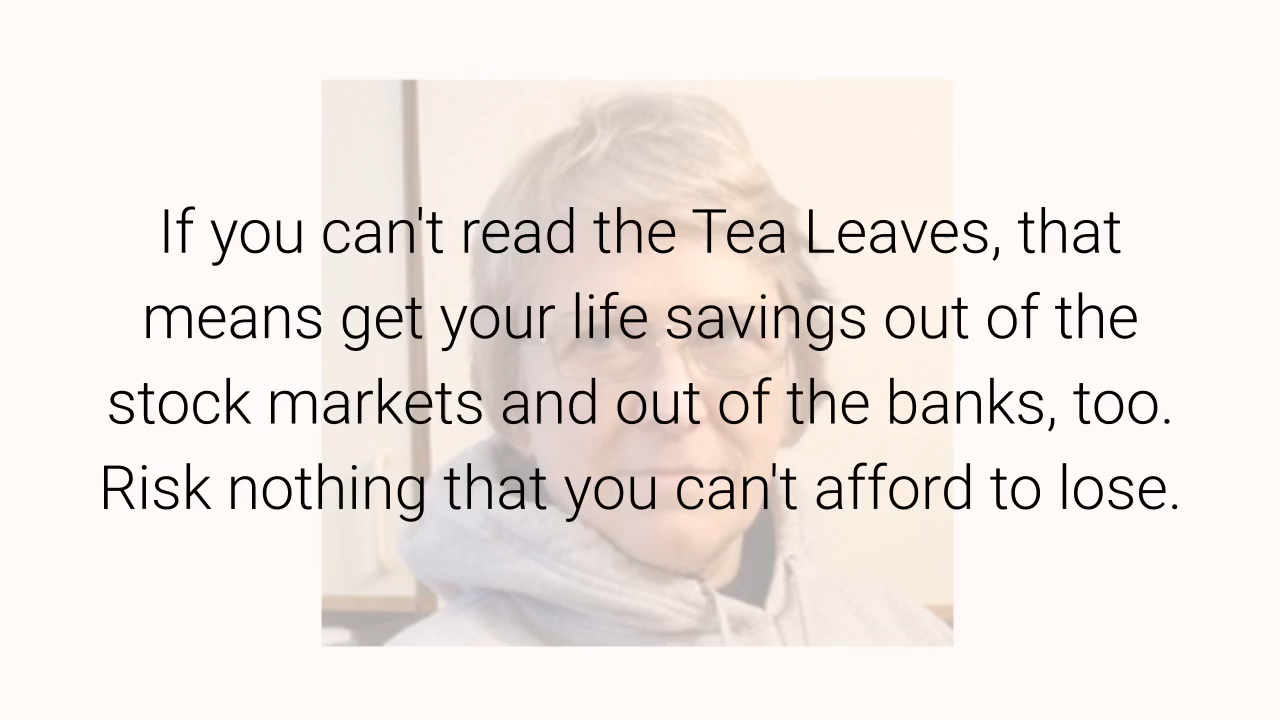 If you can't read the Tea Leaves, that
means get your life savings out of the
stock markets and out of the banks, too.
Risk nothing that you can't afford to lose.